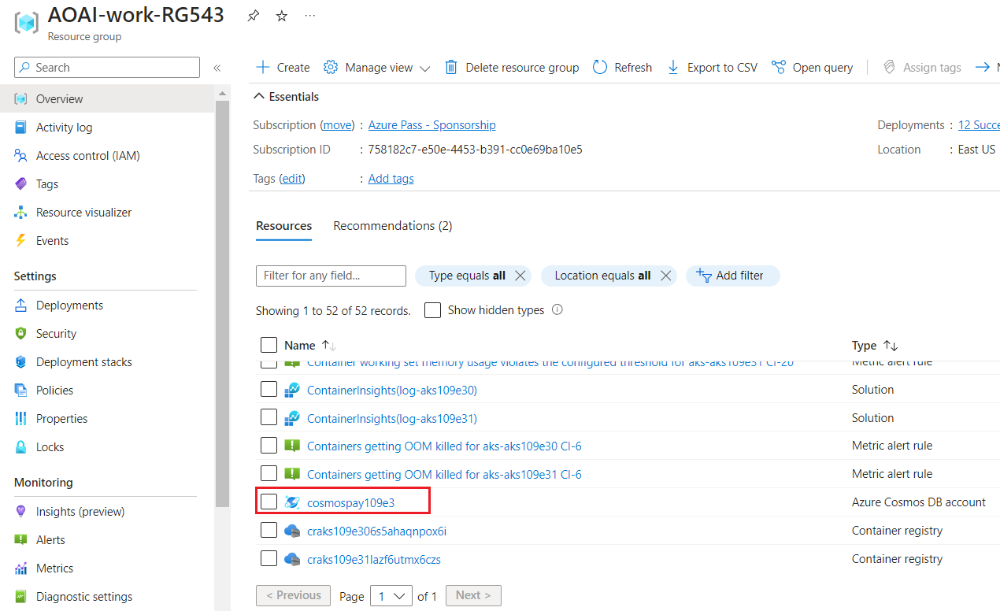 AOAI-work-RG543
Resource group
Search
Overview
Activity log
Access control (IAM)
Tags
Resource visualizer
Events
Settings
Deployments
Security
Deployment stacks
Policies
Properties
Locks
Monitoring
Insights (preview)
Alerts
Metrics
Diagnostic settings
Create Manage view Delete resource group Refresh Export to CSV Open query Assign tags
Essentials
Subscription (move) : Azure Pass - Sponsorship Deployments : 12 Succe
Subscription ID : 758182c7-e50e-4453-b391-cc0e69ba10e5 Location : East US
Tags (edit) : Add tags
Resources Recommendations (2)
Filter for any field... Type equals all Location equals all Add filter
Showing 1 to 52 of 52 records. Show hidden types
Name Type
Container working set memory usage violates the configured threshold for aks-aks109e31 CI-20 Metric alert rule
ContainerInsights(log-aks109e30) Solution
ContainerInsights(log-aks109e31) Solution
Containers getting OOM killed for aks-aks109e30 CI-6 Metric alert rule
Containers getting OOM killed for aks-aks109e31 CI-6 Metric alert rule
cosmospay109e3 Azure Cosmos DB account
craks109e306s5ahaqnpox6i Container registry
craks109e31lazf6utmx6czs Container registry
< Previous Page 1 of 1 Next >